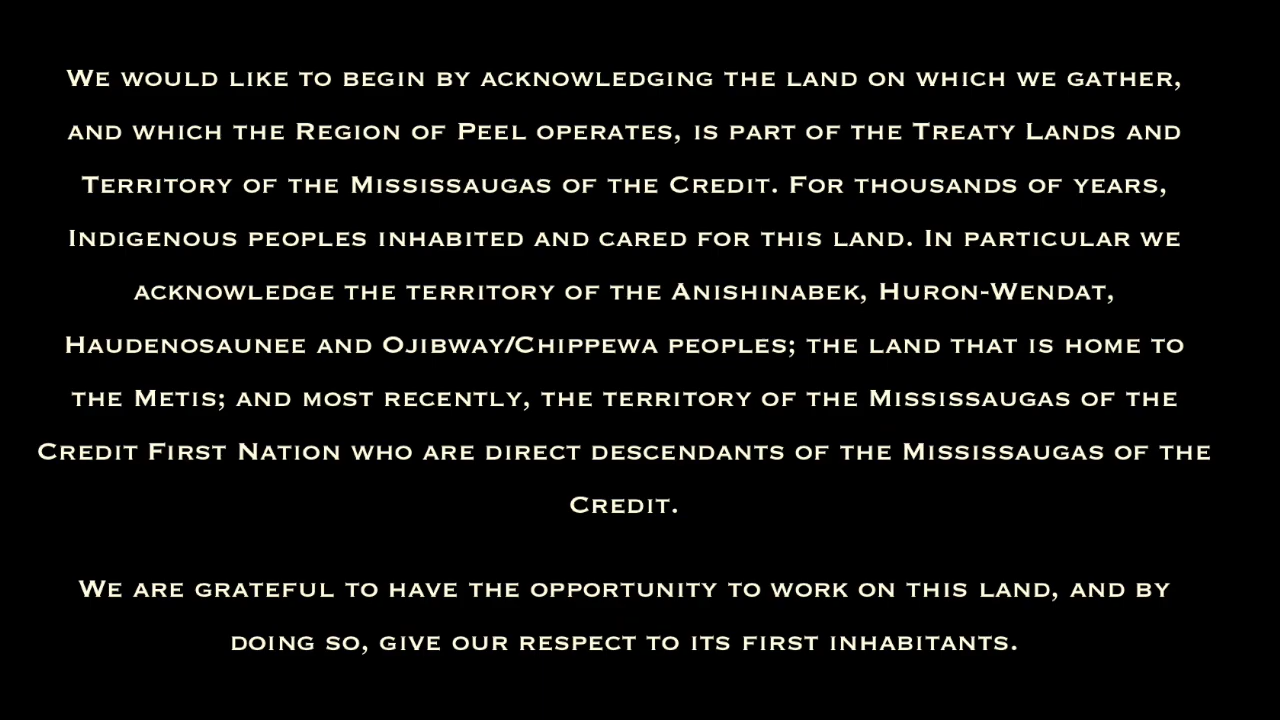 We would like to begin by acknowledging the land on which we gather,
and which the Region of Peel operates, is part of the Treaty Lands and
Territory of the Mississaugas of the Credit. For thousands of years,
Indigenous peoples inhabited and cared for this land. In particular we
acknowledge the territory of the Anishinabek, Huron-Wendat,
Haudenosaunee and Ojibway/Chippewa peoples; the land that is home to
the Metis; and most recently, the territory of the Mississaugas of the
Credit First Nation who are direct descendants of the Mississaugas of the
Credit.
We are grateful to have the opportunity to work on this land, and by
doing so, give our respect to its first inhabitants.